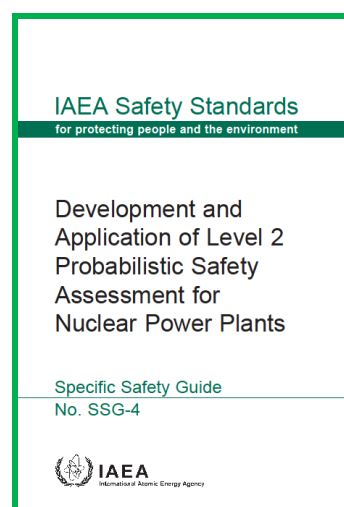 IAEA Safety Standards
for protecting people and the environment
Development and
Application of Level 2
Probabilistic Safety
Assessment for
Nuclear Power Plants
Specific Safety Guide
No. SSG-4
IAEA
International Atomic Energy Agency